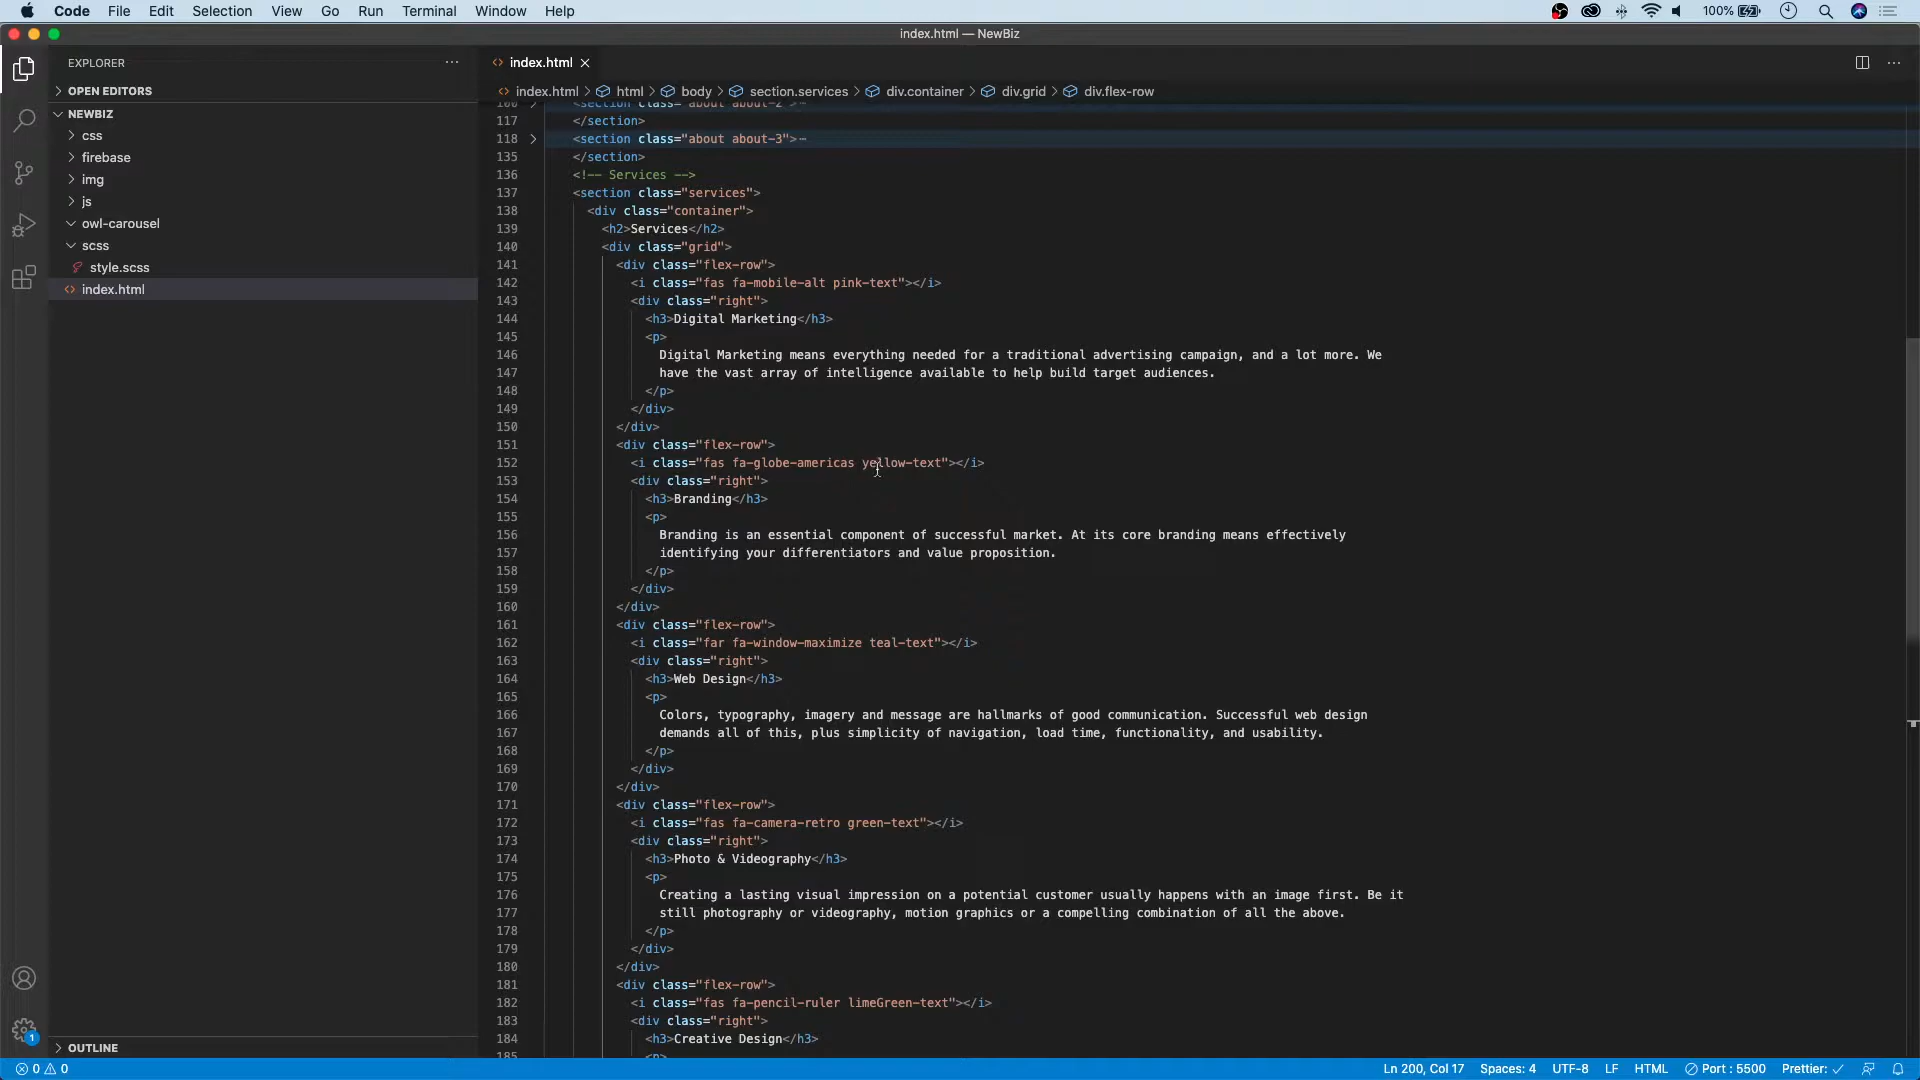 Code File Edit Selection View Go Run Terminal Window Help 100%
index.html — NewBiz
EXPLORER
OPEN EDITORS
NEWBIZ
css
firebase
img
js
owl-carousel
scss
style.scss
index.html
OUTLINE
index.html
index.html > html > body > section.services > div.container > div.grid > div.flex-row
100 <section class="about about-2">
117 </section>
118 <section class="about about-3">
135 </section>
136 <!-- Services -->
137 <section class="services">
138 <div class="container">
139 <h2>Services</h2>
140 <div class="grid">
141 <div class="flex-row">
142 <i class="fas fa-mobile-alt pink-text"></i>
143 <div class="right">
144 <h3>Digital Marketing</h3>
145 <p>
146 Digital Marketing means everything needed for a traditional advertising campaign, and a lot more. We
147 have the vast array of intelligence available to help build target audiences.
148 </p>
149 </div>
150 </div>
151 <div class="flex-row">
152 <i class="fas fa-globe-americas yellow-text"></i>
153 <div class="right">
154 <h3>Branding</h3>
155 <p>
156 Branding is an essential component of successful market. At its core branding means effectively
157 identifying your differentiators and value proposition.
158 </p>
159 </div>
160 </div>
161 <div class="flex-row">
162 <i class="far fa-window-maximize teal-text"></i>
163 <div class="right">
164 <h3>Web Design</h3>
165 <p>
166 Colors, typography, imagery and message are hallmarks of good communication. Successful web design
167 demands all of this, plus simplicity of navigation, load time, functionality, and usability.
168 </p>
169 </div>
170 </div>
171 <div class="flex-row">
172 <i class="fas fa-camera-retro green-text"></i>
173 <div class="right">
174 <h3>Photo & Videography</h3>
175 <p>
176 Creating a lasting visual impression on a potential customer usually happens with an image first. Be it
177 still photography or videography, motion graphics or a compelling combination of all the above.
178 </p>
179 </div>
180 </div>
181 <div class="flex-row">
182 <i class="fas fa-pencil-ruler limeGreen-text"></i>
183 <div class="right">
184 <h3>Creative Design</h3>
185 <p>
1
0 0 Ln 200, Col 17 Spaces: 4 UTF-8 LF HTML Port : 5500 Prettier: ✓